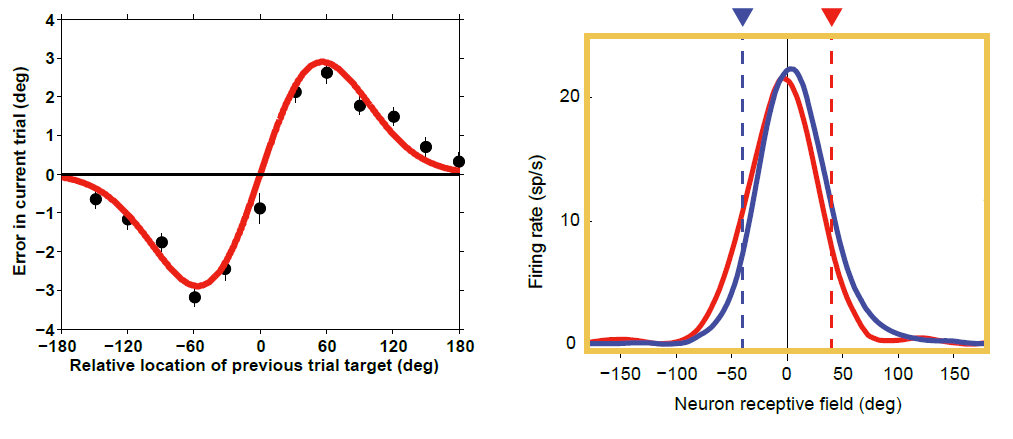 4
3
2
1
0
−1
−2
−3
−4
Error in current trial (deg)
−180 −120 −60 0 60 120 180
Relative location of previous trial target (deg)
20
10
0
Firing rate (sp/s)
−150 −100 −50 0 50 100 150
Neuron receptive field (deg)